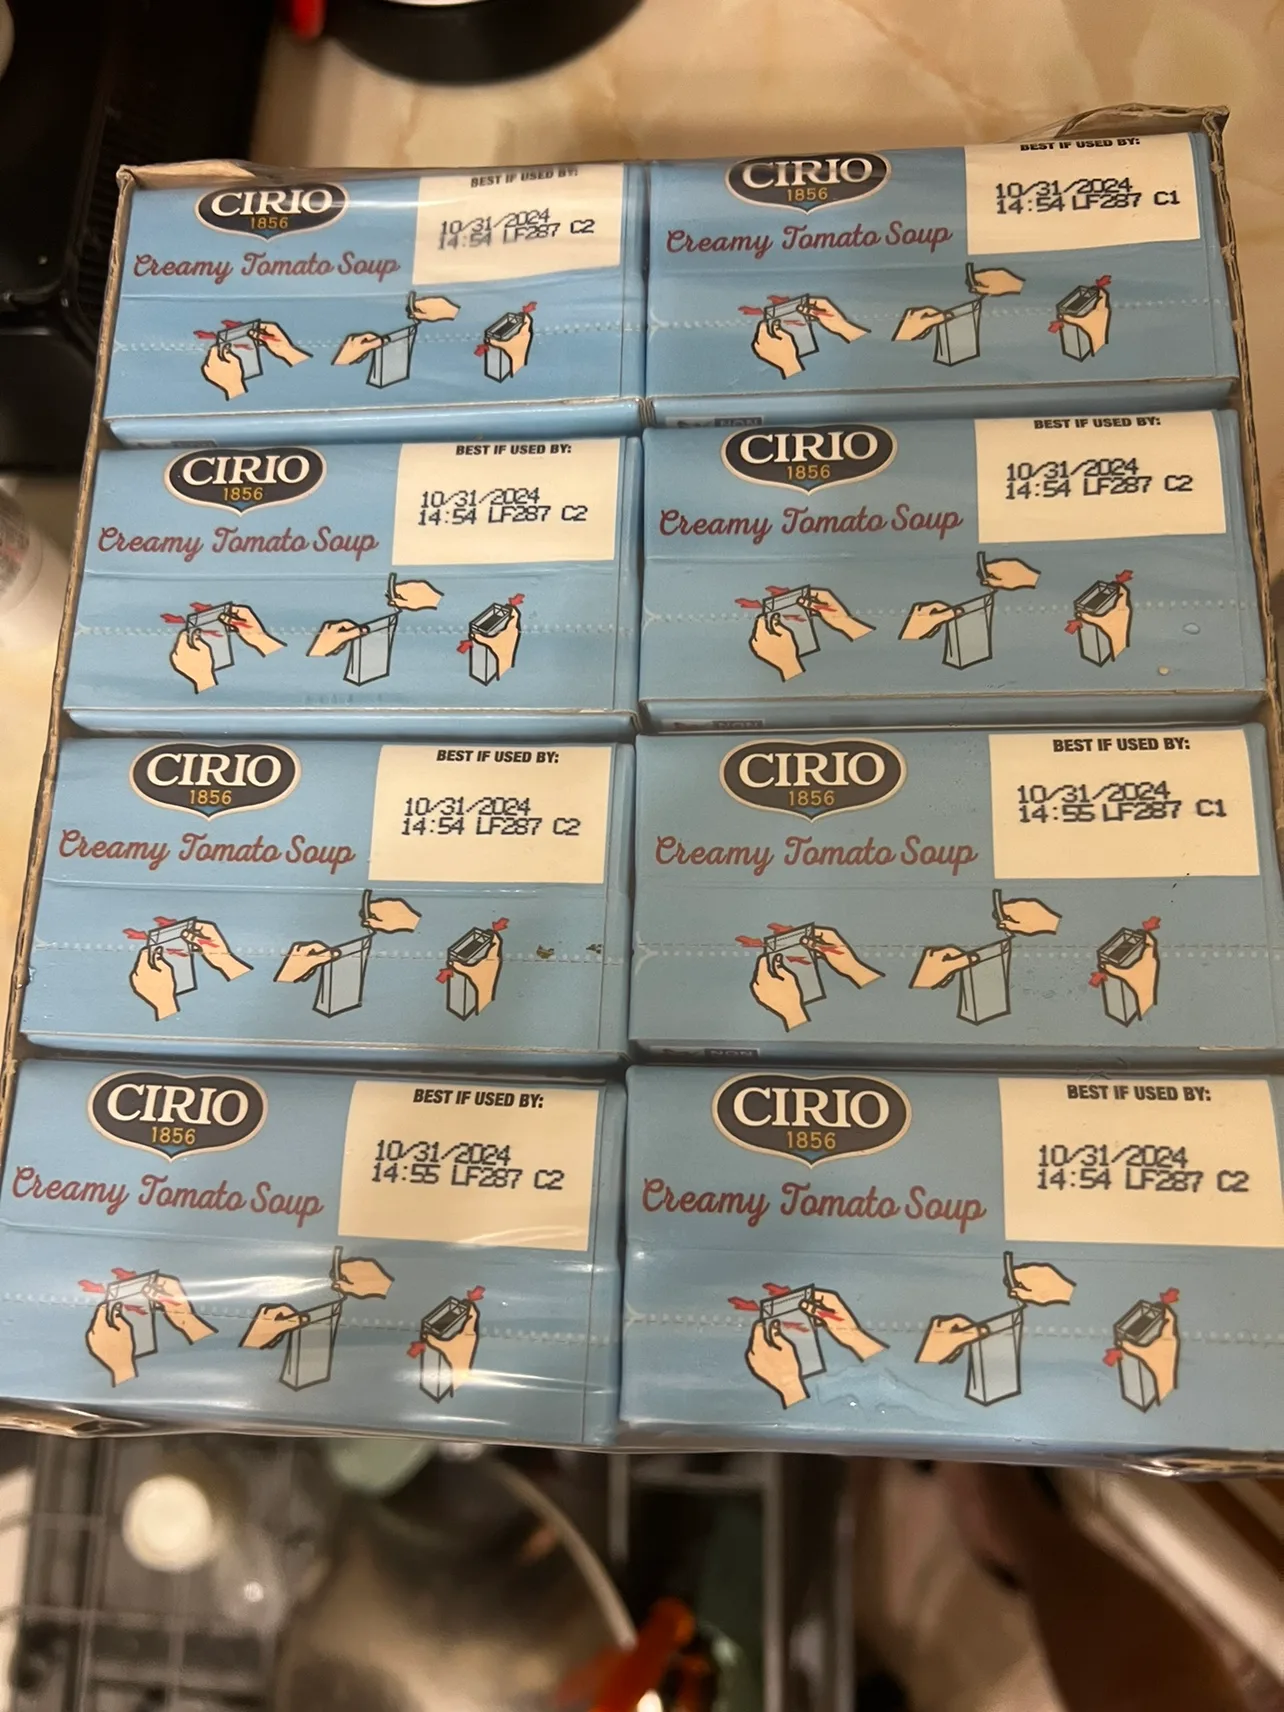 CIRIO
1856
Creamy Tomato Soup
BEST IF USED BY:
10/31/2024
14:54 LF287 C2
CIRIO
1856
Creamy Tomato Soup
BEST IF USED BY:
10/31/2024
14:54 LF287 C1
CIRIO
1856
Creamy Tomato Soup
BEST IF USED BY:
10/31/2024
14:54 LF287 C2
NON
CIRIO
1856
Creamy Tomato Soup
BEST IF USED BY:
10/31/2024
14:54 LF287 C2
CIRIO
1856
Creamy Tomato Soup
BEST IF USED BY:
10/31/2024
14:54 LF287 C2
NON
CIRIO
1856
Creamy Tomato Soup
BEST IF USED BY:
10/31/2024
14:55 LF287 C1
CIRIO
1856
Creamy Tomato Soup
BEST IF USED BY:
10/31/2024
14:55 LF287 C2
NON
CIRIO
1856
Creamy Tomato Soup
BEST IF USED BY:
10/31/2024
14:54 LF287 C2